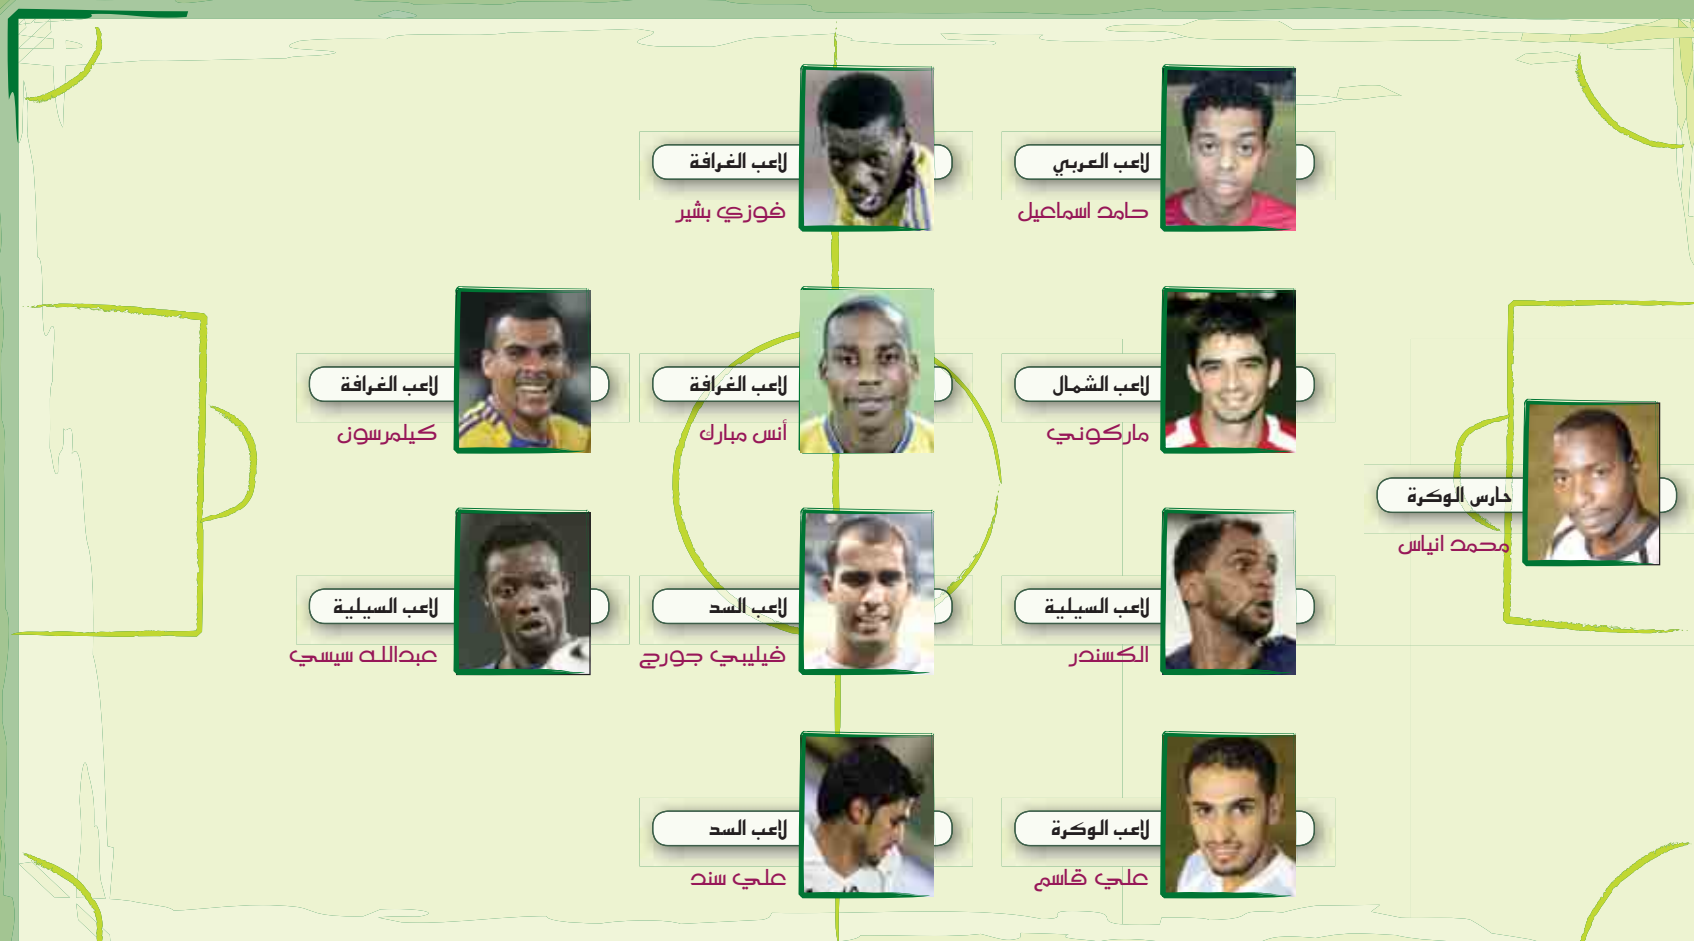 لاعب العربي
حامد اسماعيل
لاعب الغرافة
فوزي بشير
لاعب الشمال
ماركوني
لاعب الغرافة
أنس مبارك
لاعب الغرافة
كيلمرسون
حارس الوكرة
محمد انياس
لاعب السيلية
الكسندر
لاعب السد
فيليبي جورج
لاعب السيلية
عبدالله سيسي
لاعب الوكرة
علي قاسم
لاعب السد
علي سند